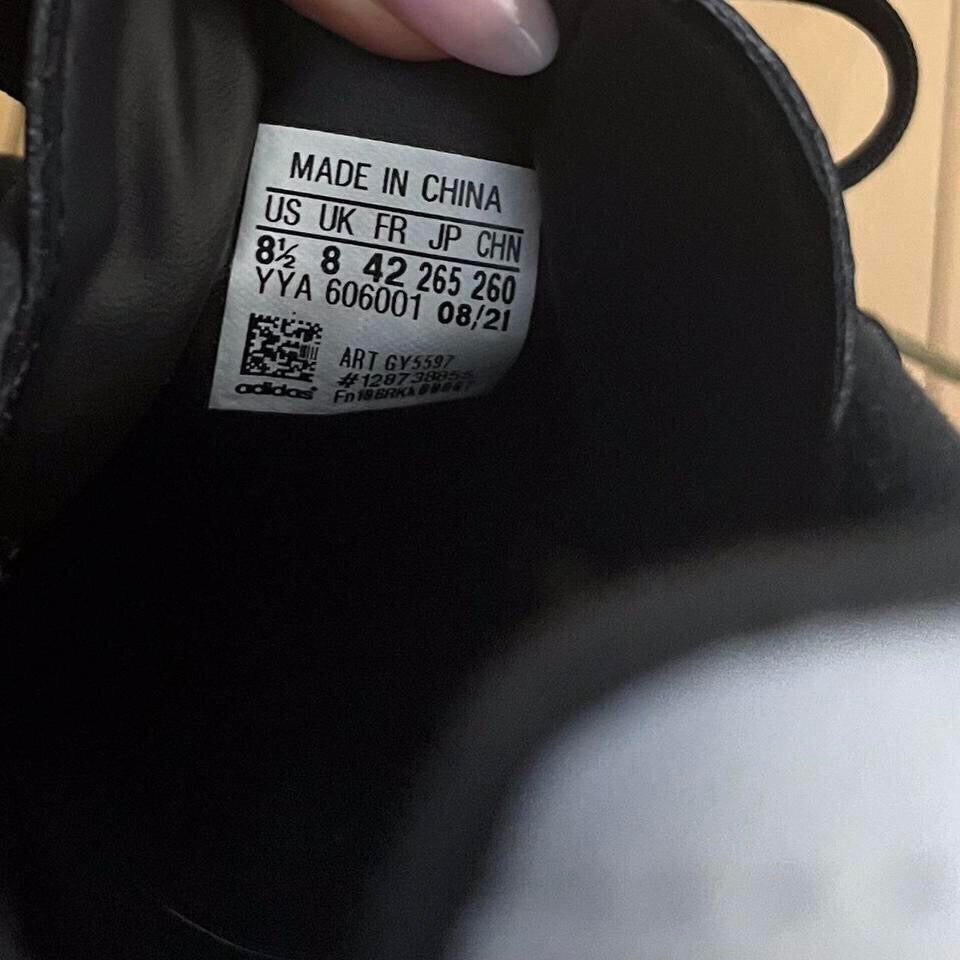 MADE IN CHINA
US UK FR JP CHN
8½ 8 42 265 260
YYA 606001 08/21
ART GY5597
adidas